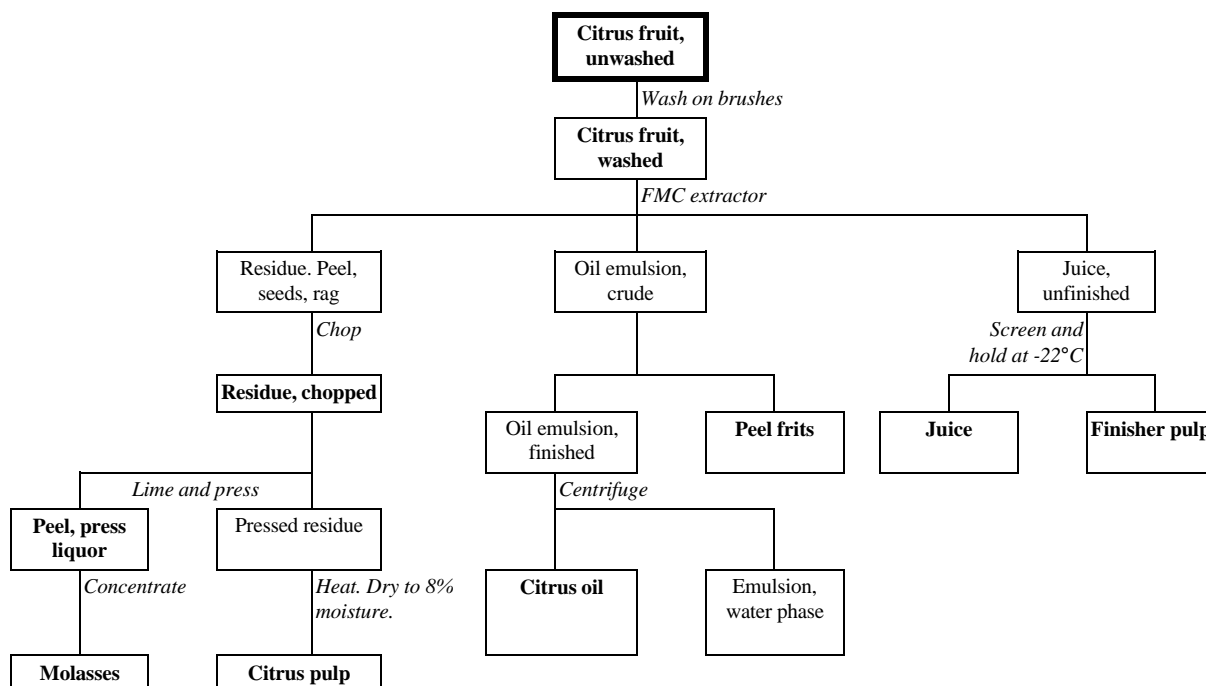 Citrus fruit,
unwashed
Wash on brushes
Citrus fruit,
washed
FMC extractor
Residue. Peel,
seeds, rag
Oil emulsion,
crude
Juice,
unfinished
Chop
Screen and
hold at -22°C
Residue, chopped
Oil emulsion,
finished
Peel frits
Juice
Finisher pulp
Lime and press
Centrifuge
Peel, press
liquor
Pressed residue
Citrus oil
Emulsion,
water phase
Concentrate
Heat. Dry to 8%
moisture.
Molasses
Citrus pulp